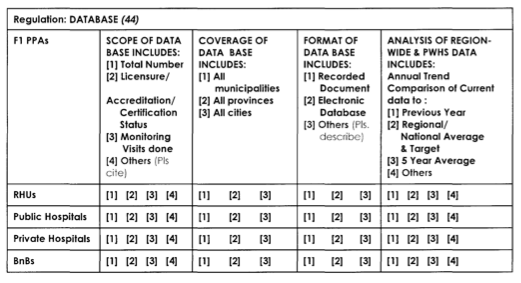 Regulation: DATABASE (44)
F1 PPAs
SCOPE OF DATA
BASE INCLUDES:
[1] Total Number
[2] Licensure/
Accreditation/
Certification
Status
[3] Monitoring
Visits done
[4] Others (Pls
cite)
COVERAGE OF
DATA BASE
INCLUDES:
[1] All
municipalities
[2] All provinces
[3] All cities
FORMAT OF
DATA BASE
INCLUDES:
[1] Recorded
Document
[2] Electronic
Database
[3] Others (Pls.
describe)
ANALYSIS OF REGION-
WIDE & PWHS DATA
INCLUDES:
Annual Trend
Comparison of Current
data to :
[1] Previous Year
[2] Regional/
National Average
& Target
[3] 5 Year Average
[4] Others
RHUs [1] [2] [3] [4] [1] [2] [3] [1] [2] [3] [1] [2] [3] [4]
Public Hospitals [1] [2] [3] [4] [1] [2] [3] [1] [2] [3] [1] [2] [3] [4]
Private Hospitals [1] [2] [3] [4] [1] [2] [3] [1] [2] [3] [1] [2] [3] [4]
BnBs [1] [2] [3] [4] [1] [2] [3] [1] [2] [3] [1] [2] [3] [4]